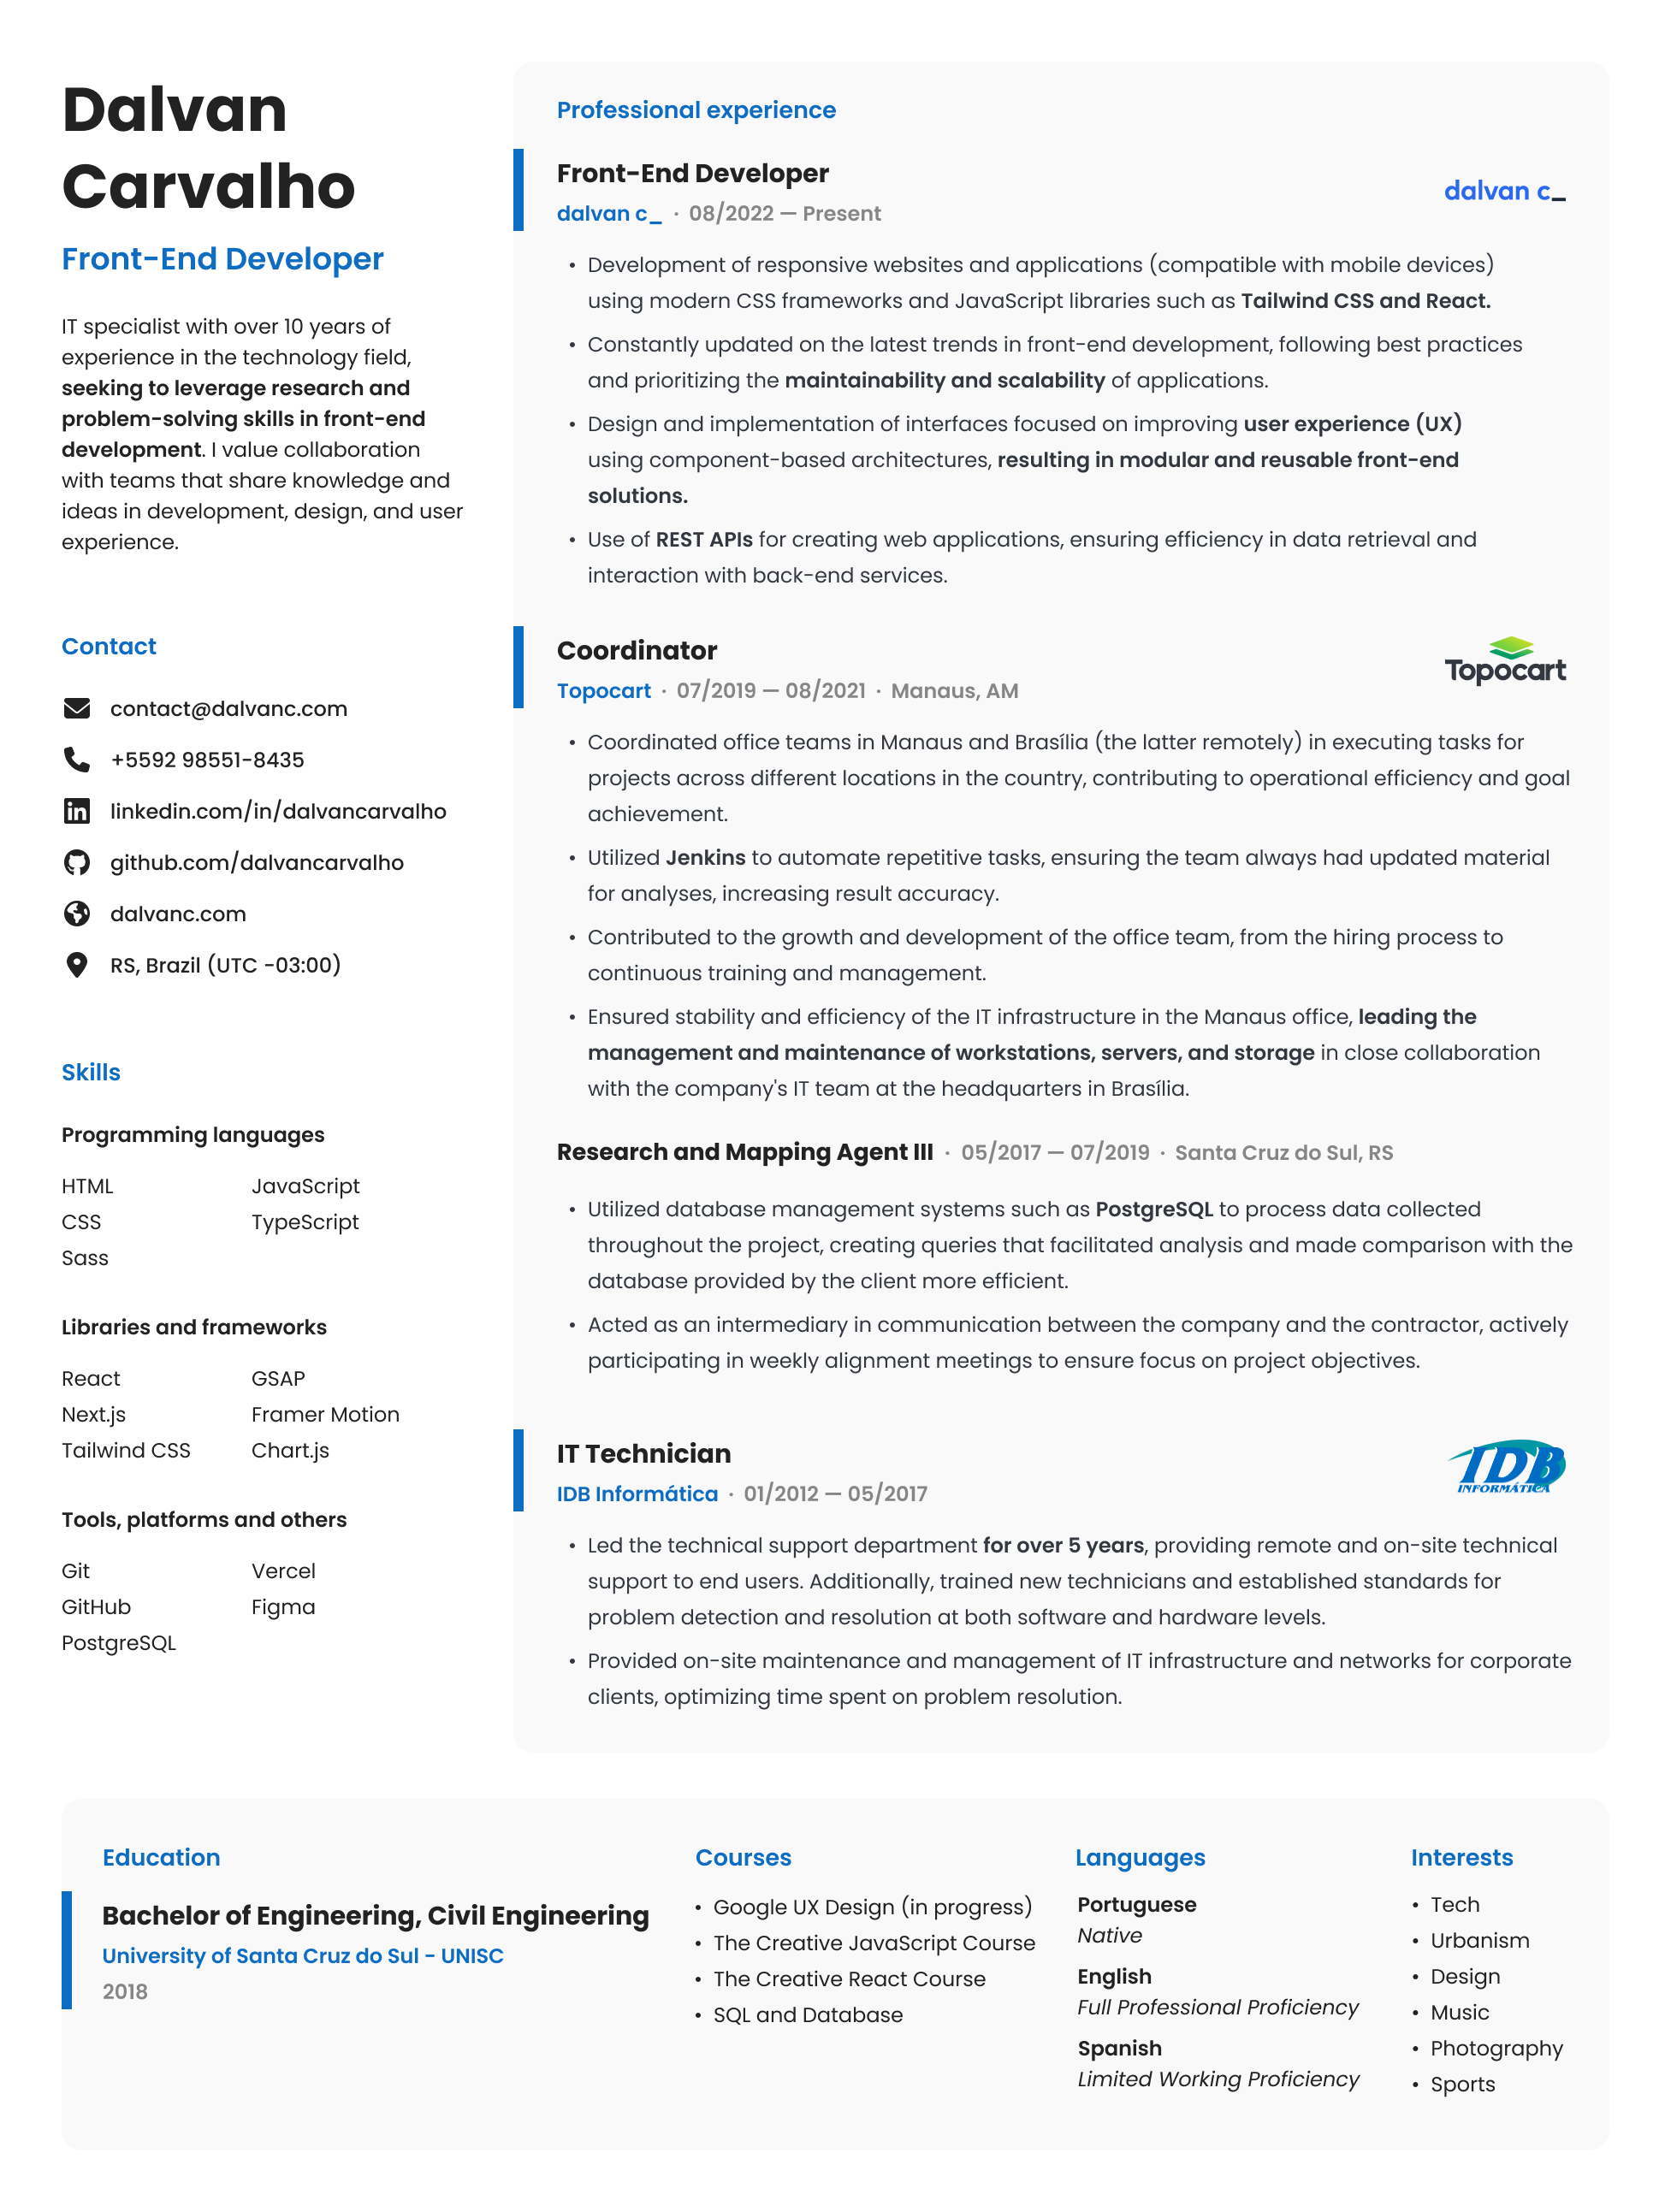 Dalvan
Carvalho
Front-End Developer
IT specialist with over 10 years of
experience in the technology field,
seeking to leverage research and
problem-solving skills in front-end
development. I value collaboration
with teams that share knowledge and
ideas in development, design, and user
experience.
Contact
contact@dalvanc.com
+5592 98551-8435
linkedin.com/in/dalvancarvalho
github.com/dalvancarvalho
dalvanc.com
RS, Brazil (UTC -03:00)
Skills
Programming languages
HTML JavaScript
CSS TypeScript
Sass
Libraries and frameworks
React GSAP
Next.js Framer Motion
Tailwind CSS Chart.js
Tools, platforms and others
Git Vercel
GitHub Figma
PostgreSQL
Professional experience
Front-End Developer
dalvan c_ · 08/2022 — Present
dalvan c_
• Development of responsive websites and applications (compatible with mobile devices)
using modern CSS frameworks and JavaScript libraries such as Tailwind CSS and React.
• Constantly updated on the latest trends in front-end development, following best practices
and prioritizing the maintainability and scalability of applications.
• Design and implementation of interfaces focused on improving user experience (UX)
using component-based architectures, resulting in modular and reusable front-end
solutions.
• Use of REST APIs for creating web applications, ensuring efficiency in data retrieval and
interaction with back-end services.
Coordinator
Topocart · 07/2019 — 08/2021 · Manaus, AM
Topocart
• Coordinated office teams in Manaus and Brasília (the latter remotely) in executing tasks for
projects across different locations in the country, contributing to operational efficiency and goal
achievement.
• Utilized Jenkins to automate repetitive tasks, ensuring the team always had updated material
for analyses, increasing result accuracy.
• Contributed to the growth and development of the office team, from the hiring process to
continuous training and management.
• Ensured stability and efficiency of the IT infrastructure in the Manaus office, leading the
management and maintenance of workstations, servers, and storage in close collaboration
with the company's IT team at the headquarters in Brasília.
Research and Mapping Agent III · 05/2017 — 07/2019 · Santa Cruz do Sul, RS
• Utilized database management systems such as PostgreSQL to process data collected
throughout the project, creating queries that facilitated analysis and made comparison with the
database provided by the client more efficient.
• Acted as an intermediary in communication between the company and the contractor, actively
participating in weekly alignment meetings to ensure focus on project objectives.
IT Technician
IDB Informática · 01/2012 — 05/2017
IDB
INFORMÁTICA
• Led the technical support department for over 5 years, providing remote and on-site technical
support to end users. Additionally, trained new technicians and established standards for
problem detection and resolution at both software and hardware levels.
• Provided on-site maintenance and management of IT infrastructure and networks for corporate
clients, optimizing time spent on problem resolution.
Education
Bachelor of Engineering, Civil Engineering
University of Santa Cruz do Sul - UNISC
2018
Courses
• Google UX Design (in progress)
• The Creative JavaScript Course
• The Creative React Course
• SQL and Database
Languages
Portuguese
Native
English
Full Professional Proficiency
Spanish
Limited Working Proficiency
Interests
• Tech
• Urbanism
• Design
• Music
• Photography
• Sports